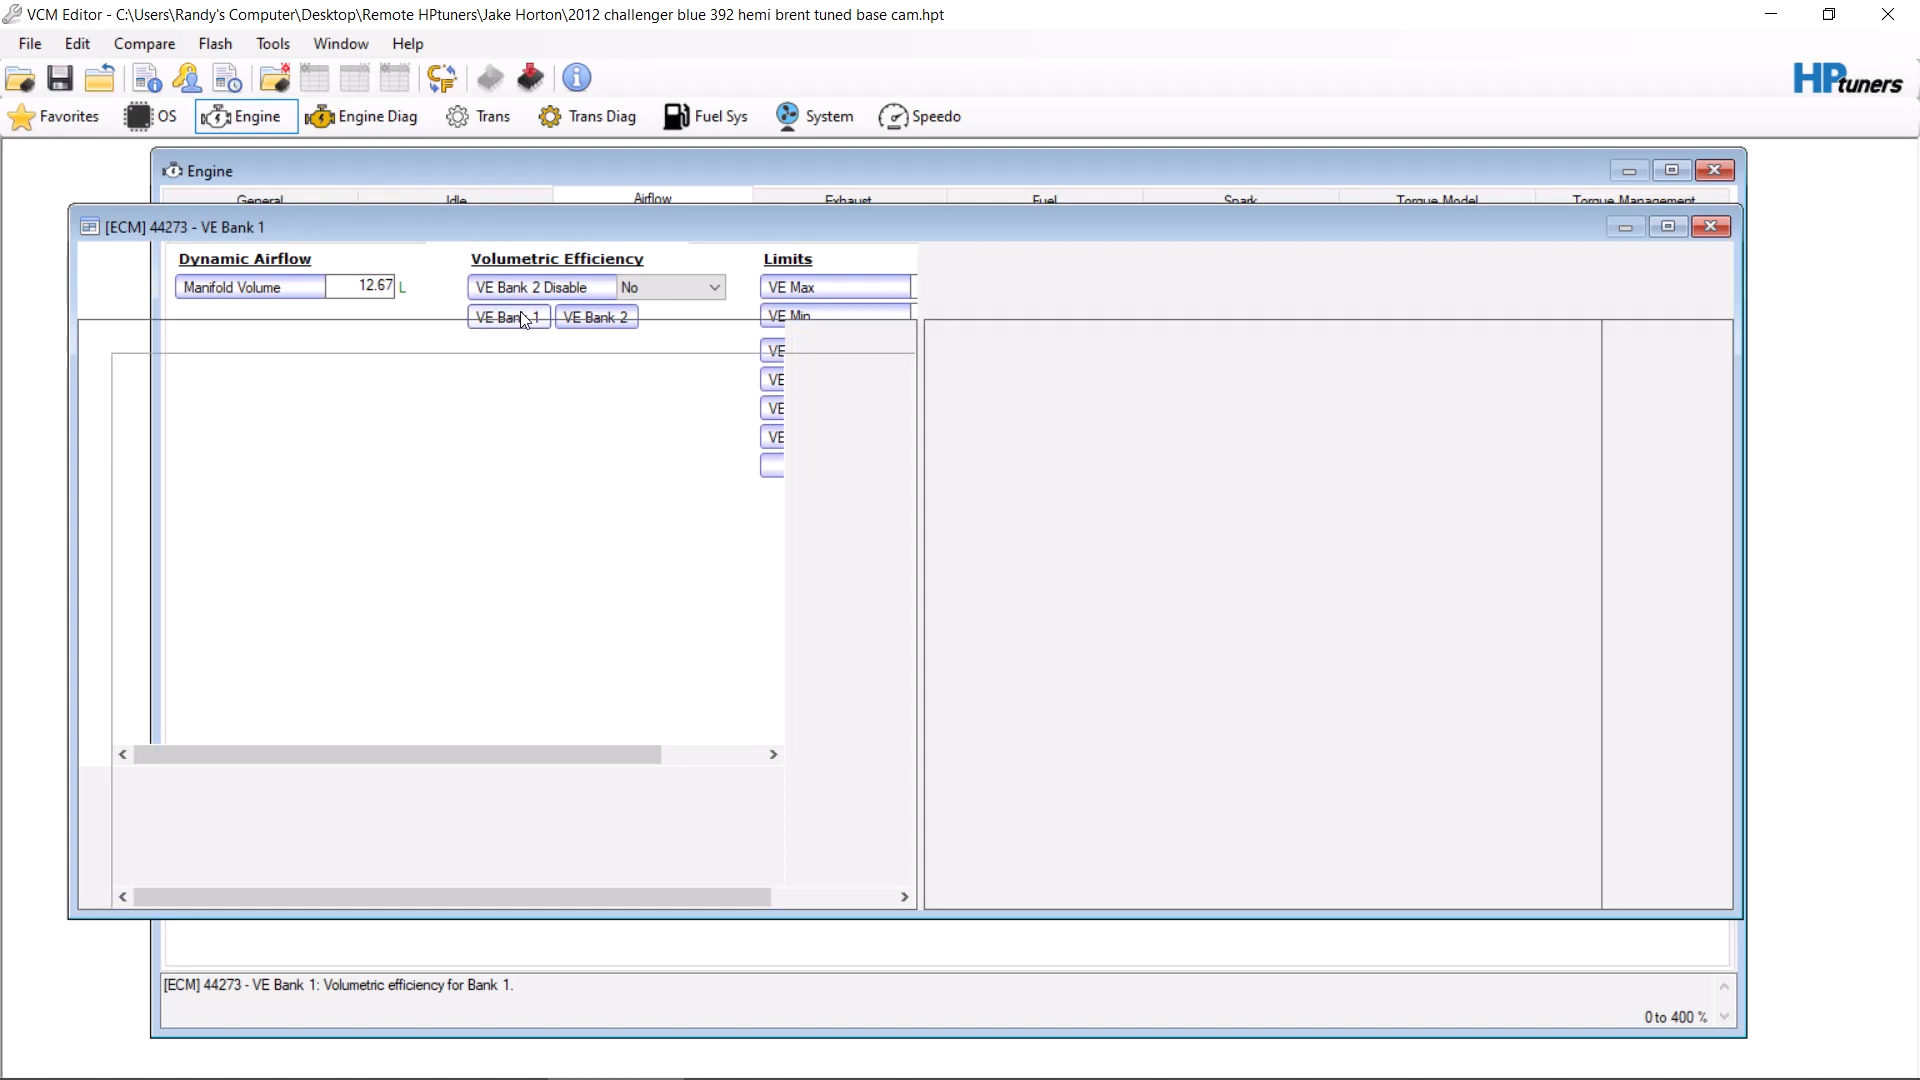 VCM Editor - C:\Users\Randy's Computer\Desktop\Remote HPtuners\Jake Horton\2012 challenger blue 392 hemi brent tuned base cam.hpt
File Edit Compare Flash Tools Window Help
HPtuners
Favorites OS Engine Engine Diag Trans Trans Diag Fuel Sys System Speedo
Engine
General Idle Airflow Exhaust Fuel Spark Torque Model Torque Management
[ECM] 44273 - VE Bank 1
Dynamic Airflow Volumetric Efficiency Limits
Manifold Volume 12.67 L VE Bank 2 Disable No VE Max
VE Bank 1 VE Bank 2 VE Min
VE
VE
VE
VE
[ECM] 44273 - VE Bank 1: Volumetric efficiency for Bank 1.
0 to 400 %